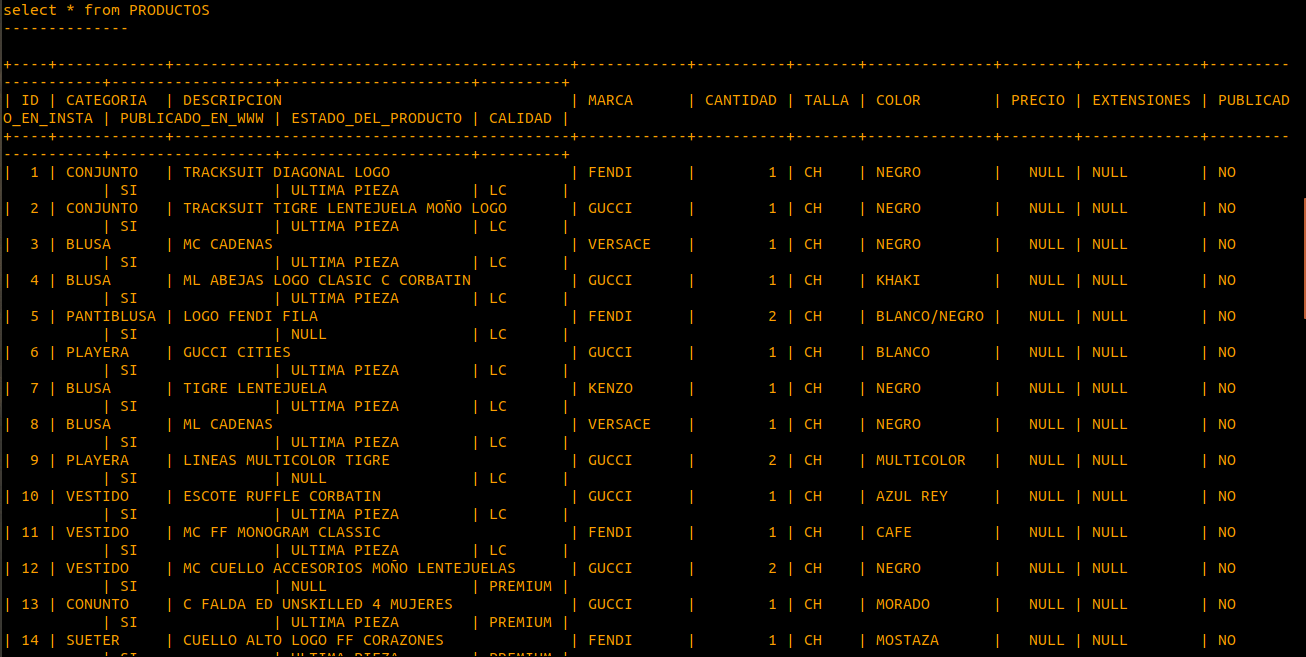 select * from PRODUCTOS
--------------
+----+------------+--------------------------------------------+------------+----------+-------+--------------+--------+-------------+---------
-----------+------------------+---------------------+---------+
| ID | CATEGORIA  | DESCRIPCION                                | MARCA      | CANTIDAD | TALLA | COLOR        | PRECIO | EXTENSIONES | PUBLICAD
O_EN_INSTA | PUBLICADO_EN_WWW | ESTADO_DEL_PRODUCTO | CALIDAD |
+----+------------+--------------------------------------------+------------+----------+-------+--------------+--------+-------------+---------
-----------+------------------+---------------------+---------+
|  1 | CONJUNTO   | TRACKSUIT DIAGONAL LOGO                    | FENDI      |        1 | CH    | NEGRO        |   NULL | NULL        | NO
           | SI               | ULTIMA PIEZA        | LC      |
|  2 | CONJUNTO   | TRACKSUIT TIGRE LENTEJUELA MOÑO LOGO       | GUCCI      |        1 | CH    | NEGRO        |   NULL | NULL        | NO
           | SI               | ULTIMA PIEZA        | LC      |
|  3 | BLUSA      | MC CADENAS                                 | VERSACE    |        1 | CH    | NEGRO        |   NULL | NULL        | NO
           | SI               | ULTIMA PIEZA        | LC      |
|  4 | BLUSA      | ML ABEJAS LOGO CLASIC C CORBATIN           | GUCCI      |        1 | CH    | KHAKI        |   NULL | NULL        | NO
           | SI               | ULTIMA PIEZA        | LC      |
|  5 | PANTIBLUSA | LOGO FENDI FILA                            | FENDI      |        2 | CH    | BLANCO/NEGRO |   NULL | NULL        | NO
           | SI               | NULL                | LC      |
|  6 | PLAYERA    | GUCCI CITIES                               | GUCCI      |        1 | CH    | BLANCO       |   NULL | NULL        | NO
           | SI               | ULTIMA PIEZA        | LC      |
|  7 | BLUSA      | TIGRE LENTEJUELA                           | KENZO      |        1 | CH    | NEGRO        |   NULL | NULL        | NO
           | SI               | ULTIMA PIEZA        | LC      |
|  8 | BLUSA      | ML CADENAS                                 | VERSACE    |        1 | CH    | NEGRO        |   NULL | NULL        | NO
           | SI               | ULTIMA PIEZA        | LC      |
|  9 | PLAYERA    | LINEAS MULTICOLOR TIGRE                    | GUCCI      |        2 | CH    | MULTICOLOR   |   NULL | NULL        | NO
           | SI               | NULL                | LC      |
| 10 | VESTIDO    | ESCOTE RUFFLE CORBATIN                     | GUCCI      |        1 | CH    | AZUL REY     |   NULL | NULL        | NO
           | SI               | ULTIMA PIEZA        | LC      |
| 11 | VESTIDO    | MC FF MONOGRAM CLASSIC                     | FENDI      |        1 | CH    | CAFE         |   NULL | NULL        | NO
           | SI               | ULTIMA PIEZA        | LC      |
| 12 | VESTIDO    | MC CUELLO ACCESORIOS MOÑO LENTEJUELAS      | GUCCI      |        2 | CH    | NEGRO        |   NULL | NULL        | NO
           | SI               | NULL                | PREMIUM |
| 13 | CONUNTO    | C FALDA ED UNSKILLED 4 MUJERES             | GUCCI      |        1 | CH    | MORADO       |   NULL | NULL        | NO
           | SI               | ULTIMA PIEZA        | PREMIUM |
| 14 | SUETER     | CUELLO ALTO LOGO FF CORAZONES              | FENDI      |        1 | CH    | MOSTAZA      |   NULL | NULL        | NO
           | SI               | ULTIMA PIEZA        | PREMIUM |